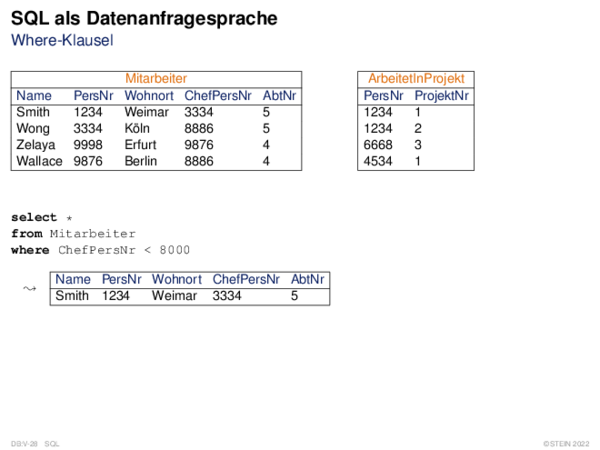 SQL als Datenanfragesprache
Where-Klausel
Mitarbeiter
Name PersNr Wohnort ChefPersNr AbtNr
Smith 1234 Weimar 3334 5
Wong 3334 Köln 8886 5
Zelaya 9998 Erfurt 9876 4
Wallace 9876 Berlin 8886 4
ArbeitetInProjekt
PersNr ProjektNr
1234 1
1234 2
6668 3
4534 1
select *
from Mitarbeiter
where ChefPersNr < 8000
⤳ Name PersNr Wohnort ChefPersNr AbtNr
Smith 1234 Weimar 3334 5
DB:V-28 SQL
©STEIN 2022